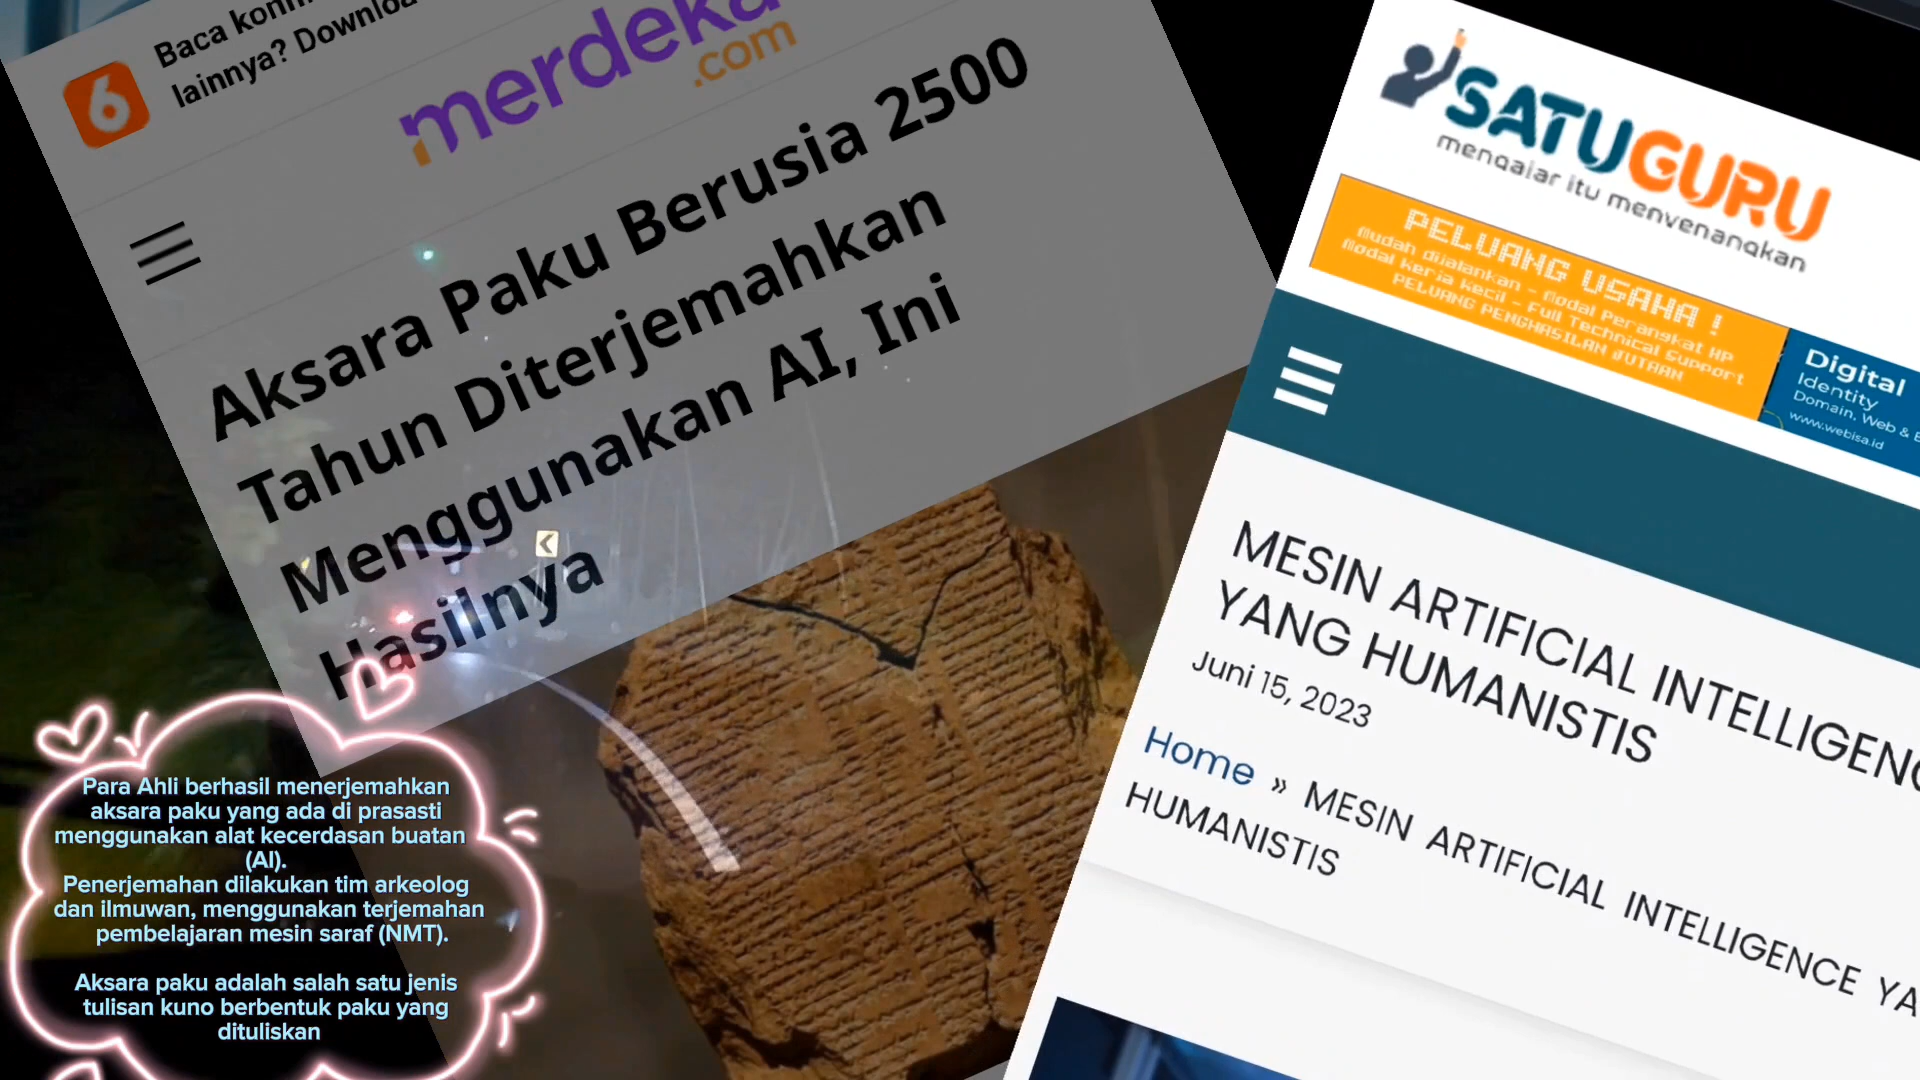 Baca
lainnya?
merdeka
.com
Aksara Paku Berusia 2500
Tahun Diterjemahkan
Menggunakan AI, Ini
Hasilnya
SATUGURU
mengajar itu menyenangkan
PELUANG USAHA !
Mudah dijalankan - Modal Perangkat HP
Modal kerja kecil - Full Technical Support
PELUANG PENGHASILAN JUTAAN
Digital
Identity
Domain, Web &
www.webisa.id
MESIN ARTIFICIAL
YANG HUMANISTIS
Juni 15, 2023
Home » MESIN ARTIFICIAL INTELLIGENCE
HUMANISTIS
Para Ahli berhasil menerjemahkan
aksara paku yang ada di prasasti
menggunakan alat kecerdasan buatan
(AI).
Penerjemahan dilakukan tim arkeolog
dan ilmuwan, menggunakan terjemahan
pembelajaran mesin saraf (NMT).
Aksara paku adalah salah satu jenis
tulisan kuno berbentuk paku yang
dituliskan